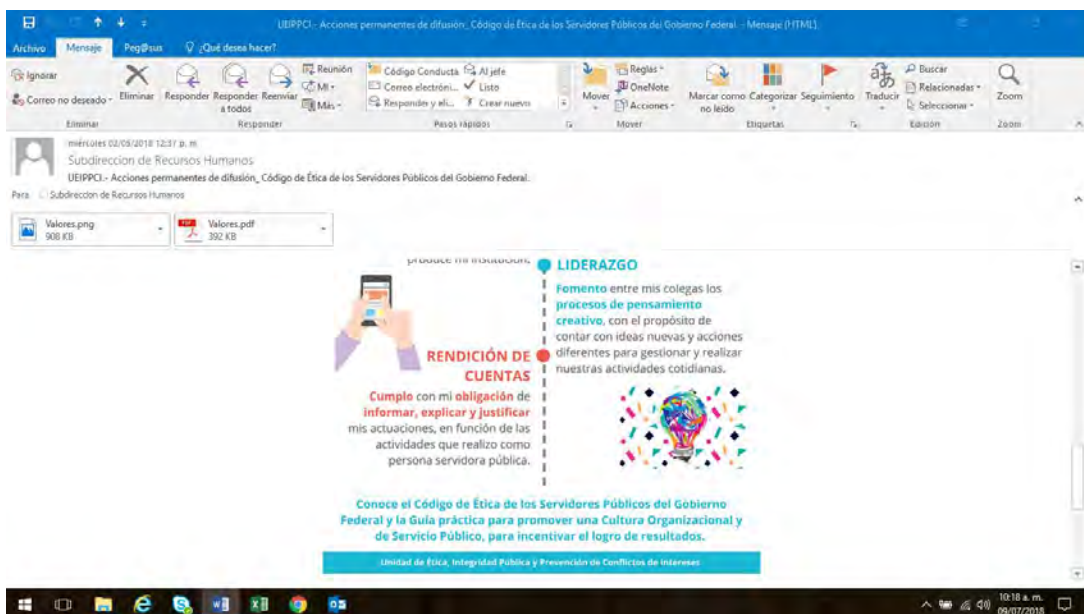 UEIPPCI.- Acciones permanentes de difusión_ Código de Ética de los Servidores Públicos del Gobierno Federal. - Mensaje (HTML)
Archivo Mensaje Peg@sus ¿Qué desea hacer?
Ignorar
Correo no deseado
Eliminar
Responder
Responder a todos
Reenviar
Reunión
MI
Más
Código Conducta
Al jefe
Correo electróni...
Listo
Responder y eli...
Crear nuevo
Mover
Reglas
OneNote
Acciones
Marcar como no leído
Categorizar
Seguimiento
Traducir
Buscar
Relacionadas
Seleccionar
Zoom
Eliminar Responder Pasos rápidos Mover Etiquetas Edición Zoom
miércoles 02/05/2018 12:37 p. m.
Subdireccion de Recursos Humanos
UEIPPCI.- Acciones permanentes de difusión_ Código de Ética de los Servidores Públicos del Gobierno Federal.
Para Subdireccion de Recursos Humanos
Valores.png
908 KB
Valores.pdf
392 KB
produce mi institución.
LIDERAZGO
Fomento entre mis colegas los
procesos de pensamiento
creativo, con el propósito de
contar con ideas nuevas y acciones
diferentes para gestionar y realizar
nuestras actividades cotidianas.
RENDICIÓN DE
CUENTAS
Cumplo con mi obligación de
informar, explicar y justificar
mis actuaciones, en función de las
actividades que realizo como
persona servidora pública.
Conoce el Código de Ética de los Servidores Públicos del Gobierno
Federal y la Guía práctica para promover una Cultura Organizacional y
de Servicio Público, para incentivar el logro de resultados.
Unidad de Ética, Integridad Pública y Prevención de Conflictos de Intereses
10:18 a. m.
09/07/2018